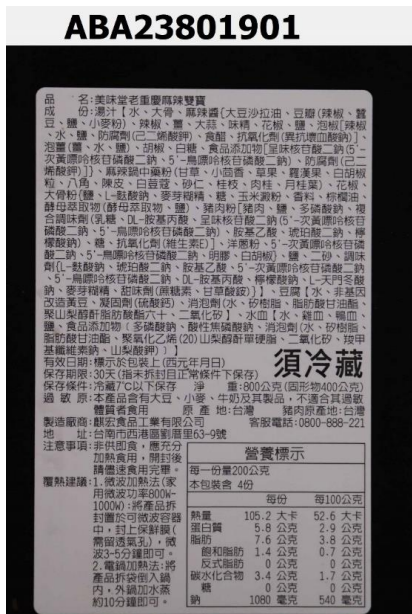 ABA23801901
品　　名:美味堂老重慶麻辣雙寶
成　　份:湯汁【水、大骨、麻辣醬{大豆沙拉油、豆瓣(辣椒、蠶
豆、鹽、小麥粉)、辣椒、薑、大蒜、味精、花椒、鹽、泡椒[辣椒
、水、鹽、防腐劑(己二烯酸鉀)、食醋、抗氧化劑(異抗壞血酸鈉)]、
泡薑(薑、水、鹽)、胡椒、白糖、食品添加物[呈味核苷酸二鈉(5'-
次黃嘌呤核苷磷酸二鈉、5'-鳥嘌呤核苷磷酸二鈉)、防腐劑(己二
烯酸鉀)]}、麻辣滷中藥粉(甘草、小茴香、草果、羅漢果、白胡椒
粒、八角、陳皮、白荳蔻、砂仁、桂枝、肉桂、月桂葉)、花椒、
大骨粉(鹽、L-麩酸鈉、麥芽糊精、糖、玉米澱粉、香料、棕櫚油、
酵母萃取物(酵母萃取物、鹽)、豬肉粉[豬肉、鹽、多磷酸鈉、複
合調味劑(乳糖、DL-胺基丙酸、呈味核苷酸二鈉(5'-次黃嘌呤核苷
磷酸二鈉、5'-鳥嘌呤核苷磷酸二鈉)、胺基乙酸、琥珀酸二鈉、檸
檬酸鈉)、糖、抗氧化劑(維生素E)]、洋蔥粉、5'-次黃嘌呤核苷磷
酸二鈉、5'-鳥嘌呤核苷磷酸二鈉、明膠、白胡椒)、鹽、二砂、調味
劑{L-麩酸鈉、琥珀酸二鈉、胺基乙酸、5'-次黃嘌呤核苷磷酸二鈉
、5'-鳥嘌呤核苷磷酸二鈉、DL-胺基丙酸、檸檬酸鈉、L-天門冬酸
鈉、麥芽糊精、甜味劑(蔗糖素、甘草酸銨)}】、豆腐【水、非基因
改造黃豆、凝固劑(硫酸鈣)、消泡劑(水、矽樹脂、脂肪酸甘油酯、
聚山梨醇酐脂肪酸酯六十、二氧化矽)】、水血【水、雞血、鴨血、
鹽、食品添加物﹝多磷酸鈉、酸性焦磷酸鈉、消泡劑(水、矽樹脂、
脂肪酸甘油酯、聚氧化乙烯(20)山梨醇酐單硬脂、二氧化矽、羧甲
基纖維素鈉、山梨酸鉀)﹞】
有效日期:標示於包裝上(西元年月日)
保存期限:30天(指未拆封且正常條件下保存)
須冷藏
保存條件:冷藏7℃以下保存　淨　重:800公克(固形物400公克)
過 敏 原:本產品含有大豆、小麥、牛奶及其製品，不適合其過敏
體質者食用　原 產 地:台灣　豬肉原產地:台灣
製造廠商:麒宏食品工業有限公司　客服電話:0800-888-221
地　　址:台南市西港區劉厝里63-9號
注意事項:非供即食，應充分
加熱食用，開封後
請儘速食用完畢。
覆熱建議:1.微波加熱法(家
用微波功率800W-
1000W):將產品拆
封置於可微波容器
中，封上保鮮膜(
需留透氣孔)，微
波3-5分鐘即可。
2.電鍋加熱法:將
產品拆袋倒入鍋
內，外鍋加水蒸
約10分鐘即可。
營養標示
每一份量200公克
本包裝含 4份
每份　每100公克
熱量　105.2 大卡　52.6 大卡
蛋白質　5.8 公克　2.9 公克
脂肪　7.6 公克　3.8 公克
飽和脂肪　1.4 公克　0.7 公克
反式脂肪　0 公克　0 公克
碳水化合物　3.4 公克　1.7 公克
糖　0 公克　0 公克
鈉　1080 毫克　540 毫克